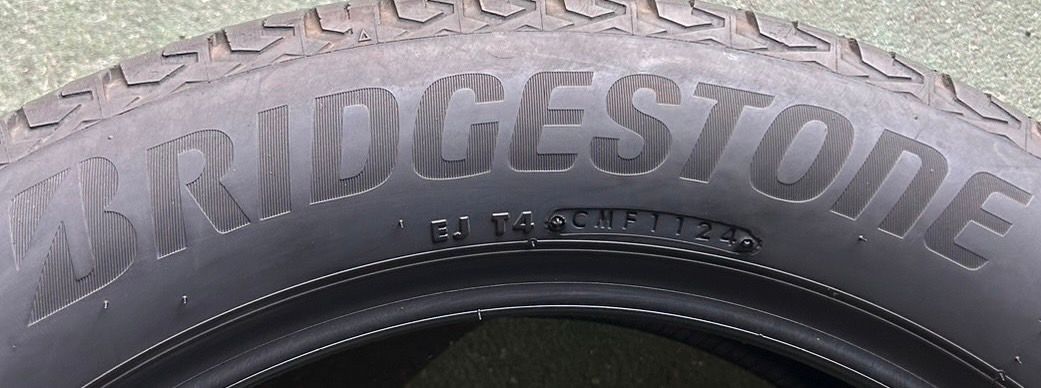 BRIDGESTONE
EJ T4 CMF1124